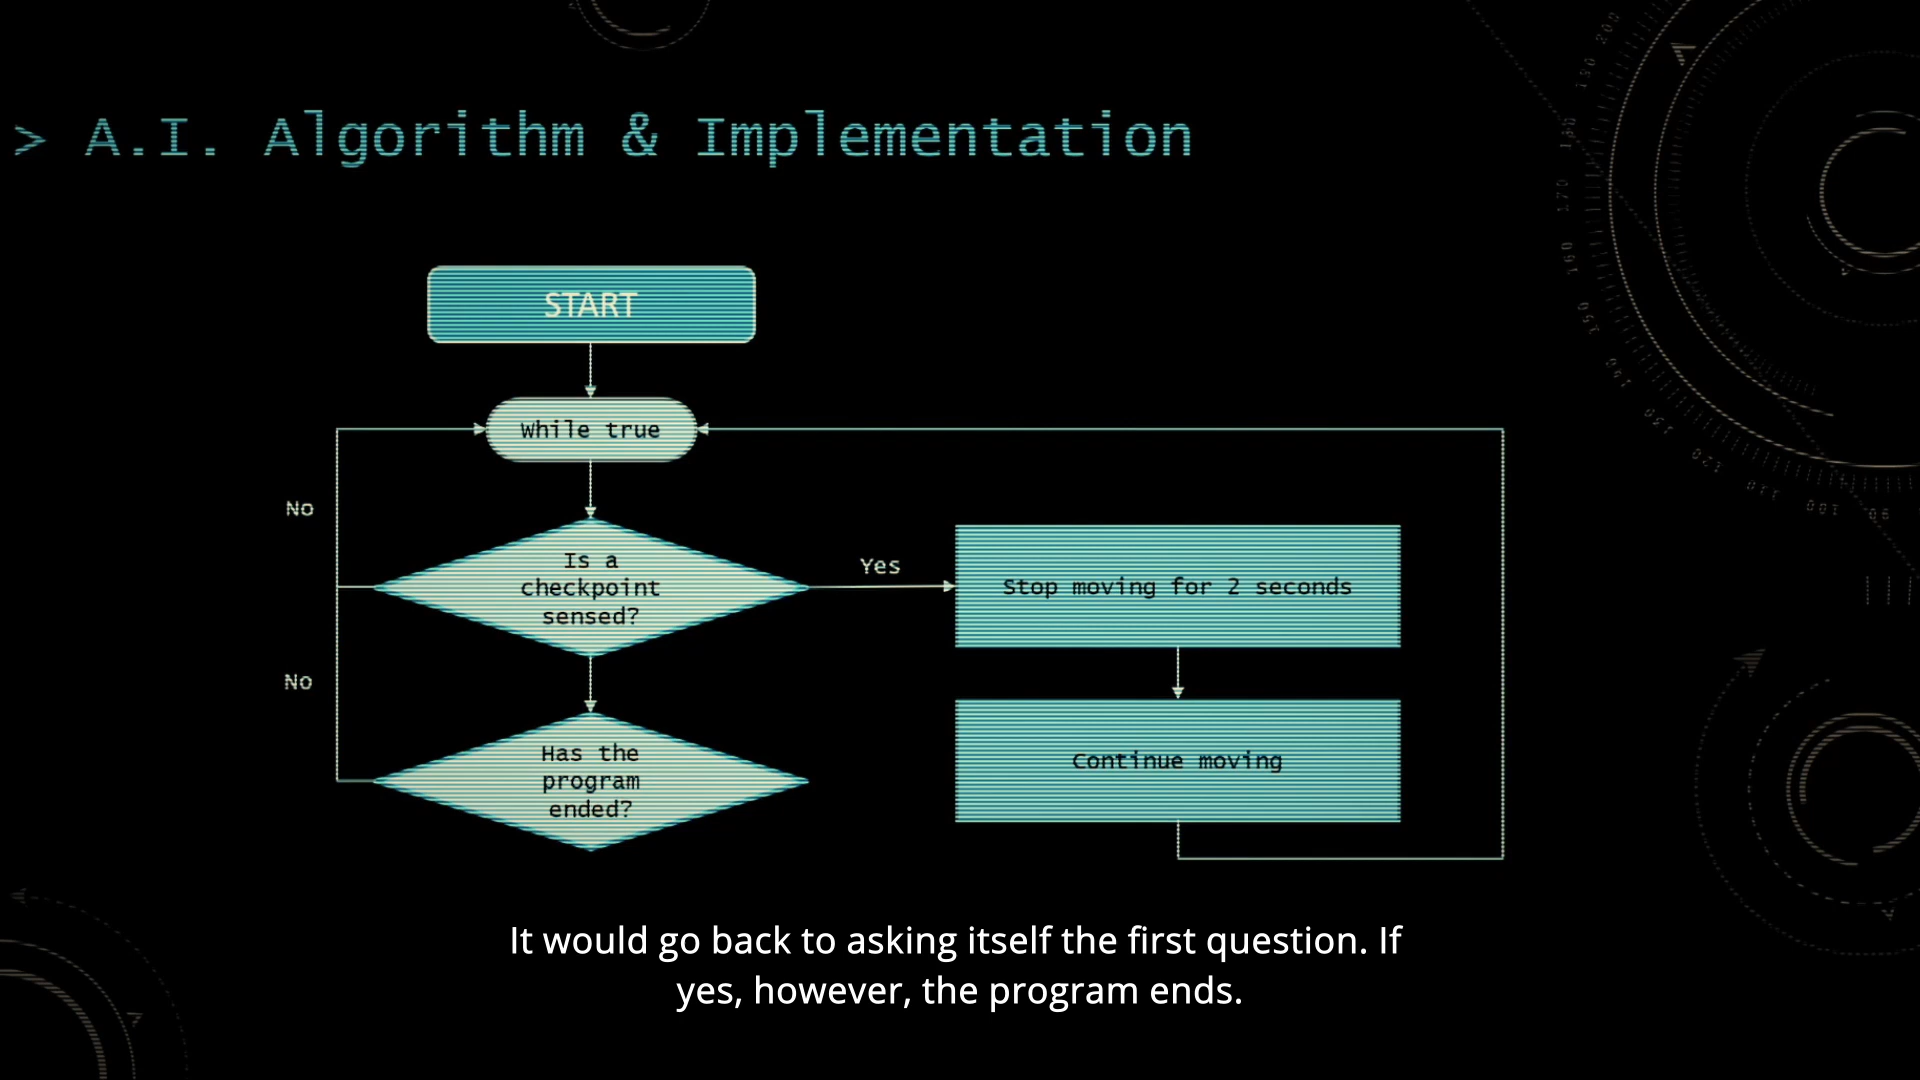 > A.I. Algorithm & Implementation
START
While true
No
Is a
checkpoint
sensed?
Yes
Stop moving for 2 seconds
No
Has the
program
ended?
Continue moving
It would go back to asking itself the first question. If
yes, however, the program ends.